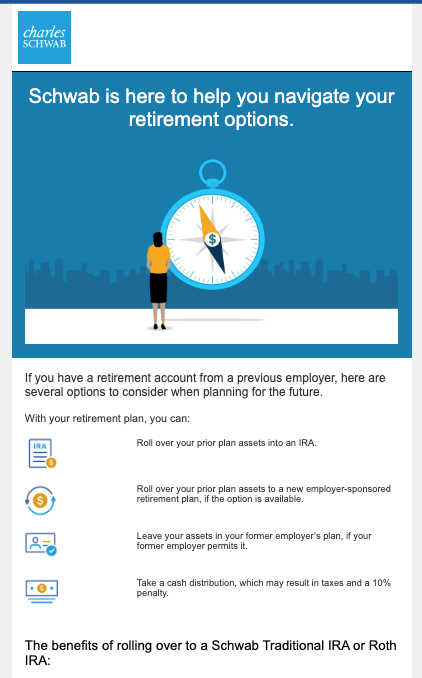 charles
SCHWAB
Schwab is here to help you navigate your
retirement options.
$
If you have a retirement account from a previous employer, here are
several options to consider when planning for the future.
With your retirement plan, you can:
IRA
$
Roll over your prior plan assets into an IRA.
$
Roll over your prior plan assets to a new employer-sponsored
retirement plan, if the option is available.
Leave your assets in your former employer's plan, if your
former employer permits it.
$
Take a cash distribution, which may result in taxes and a 10%
penalty.
The benefits of rolling over to a Schwab Traditional IRA or Roth
IRA: